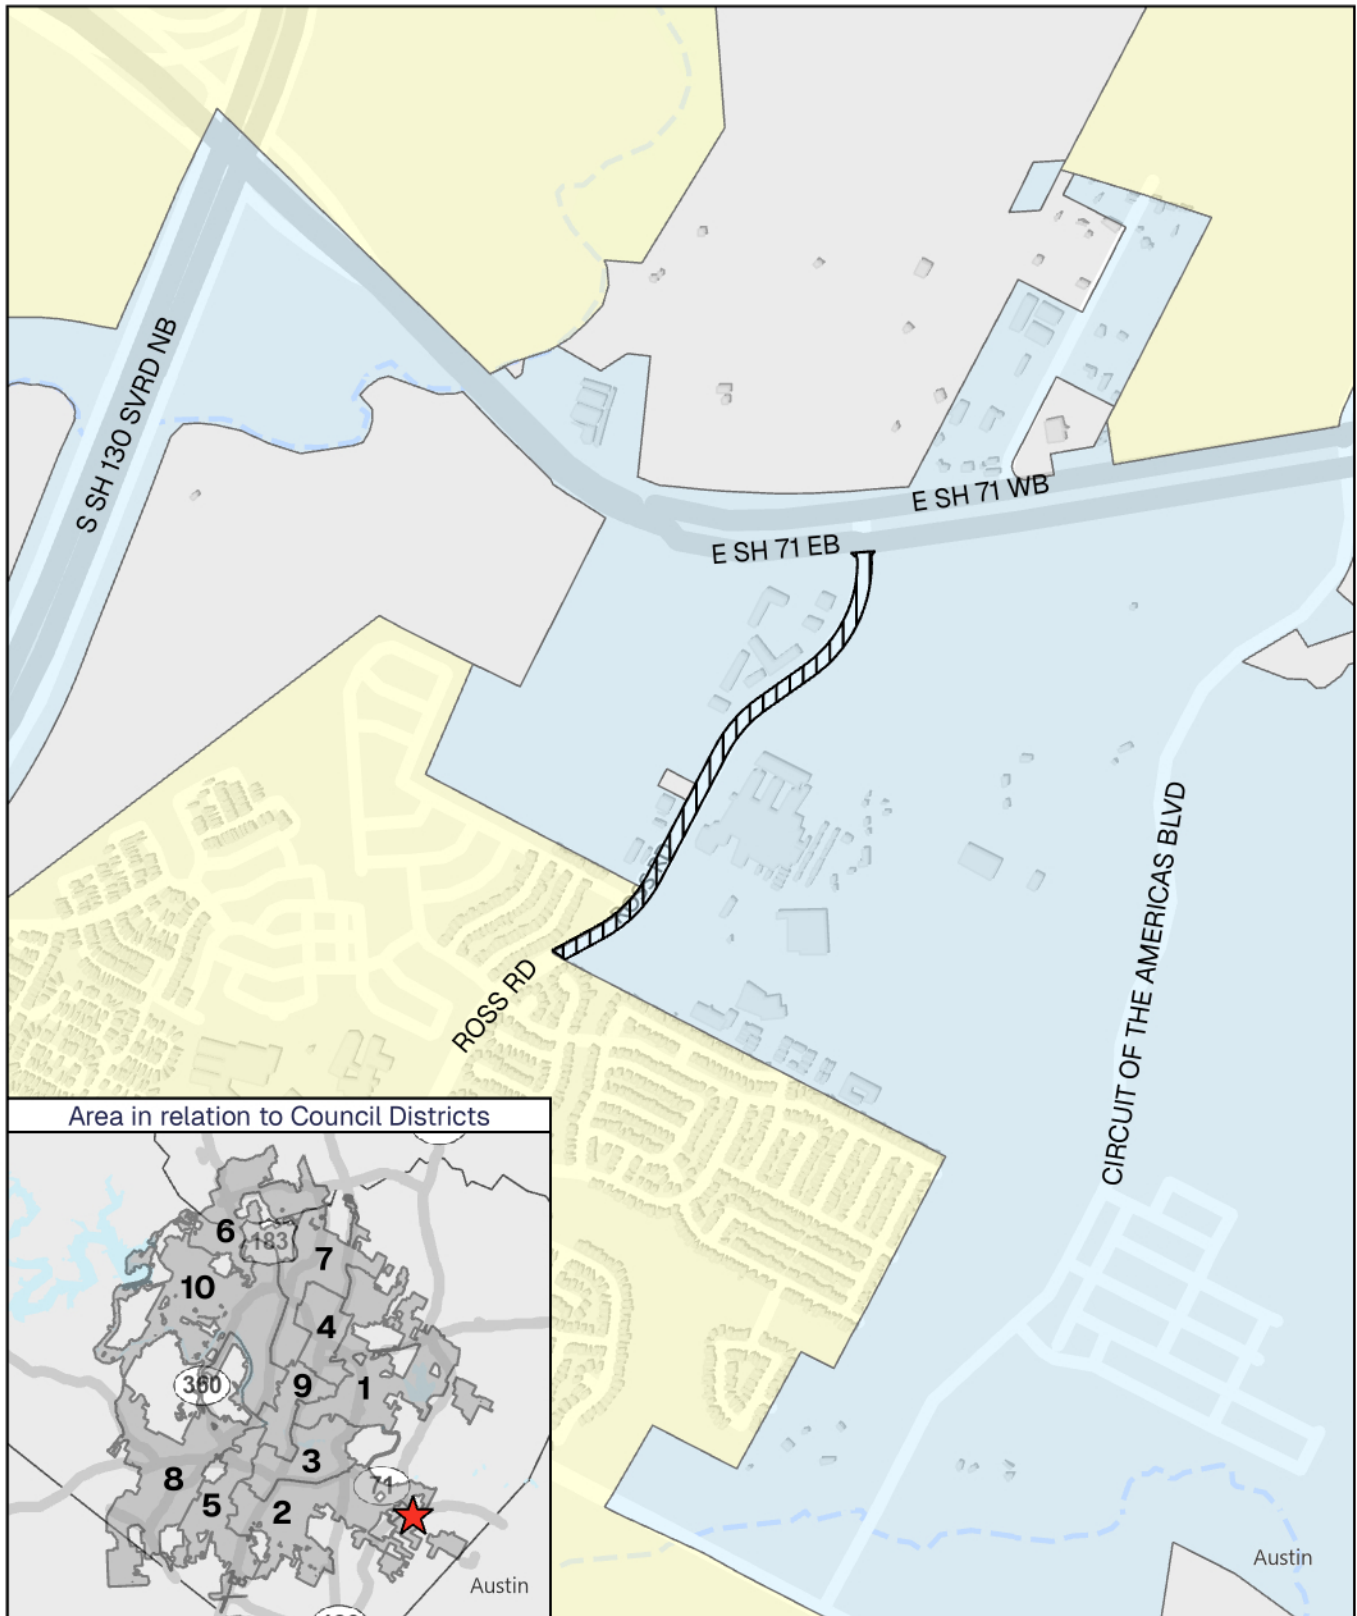 S SH 130 SVRD NB
E SH 71 WB
E SH 71 EB
CIRCUIT OF THE AMERICAS BLVD
ROSS RD
ROSS RD
Area in relation to Council Districts
6
183
7
10
4
360
9
1
3
8
71
5
2
Austin
Austin